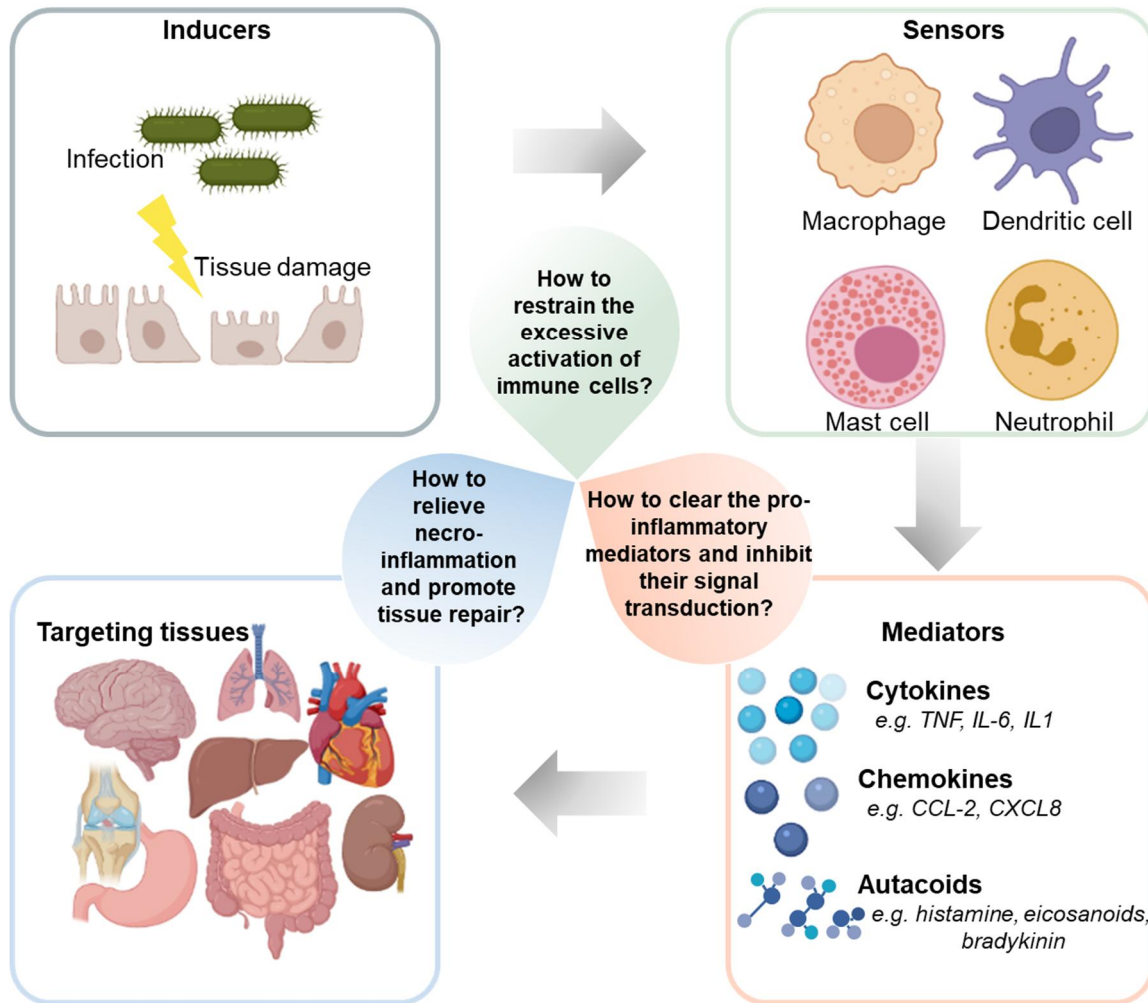 Inducers
Infection
Tissue damage
Sensors
Macrophage
Dendritic cell
Mast cell
Neutrophil
How to
restrain the
excessive
activation of
immune cells?
How to
relieve
necro-
inflammation
and promote
tissue repair?
How to clear the pro-
inflammatory
mediators and inhibit
their signal
transduction?
Targeting tissues
Mediators
Cytokines
e.g. TNF, IL-6, IL1
Chemokines
e.g. CCL-2, CXCL8
Autacoids
e.g. histamine, eicosanoids,
bradykinin